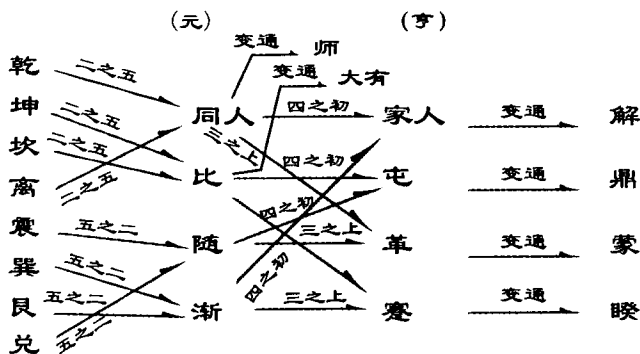 (元) (亨)
变通 师
变通 大有
乾 二之五 同人 四之初 家人 变通 解
坤 二之五 三之上
坎 二之五 比 四之初 屯 变通 鼎
离 二之五
震 五之二 随 四之初 三之上 革 变通 蒙
巽 五之二 四之初
艮 五之二 渐 三之上 蹇 变通 睽
兑 五之二